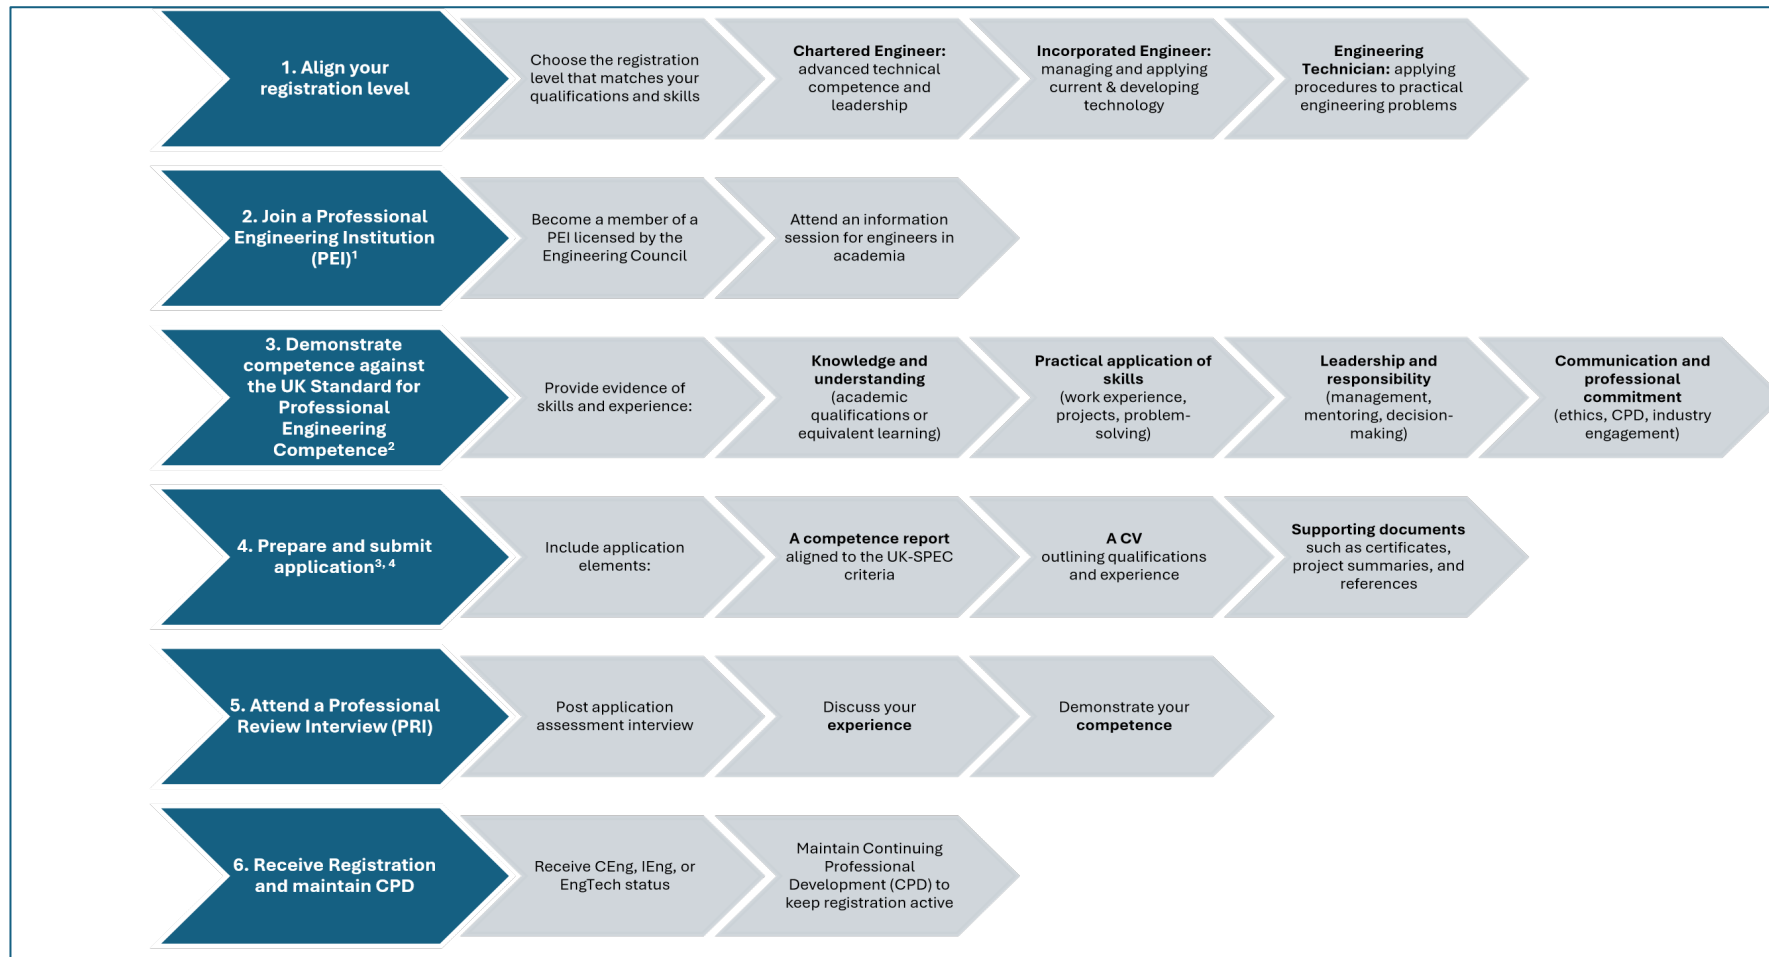 1. Align your
registration level
Choose the registration
level that matches your
qualifications and skills
Chartered Engineer:
advanced technical
competence and
leadership
Incorporated Engineer:
managing and applying
current & developing
technology
Engineering
Technician: applying
procedures to practical
engineering problems
2. Join a Professional
Engineering Institution
(PEI)¹
Become a member of a
PEI licensed by the
Engineering Council
Attend an information
session for engineers in
academia
3. Demonstrate
competence against
the UK Standard for
Professional
Engineering
Competence²
Provide evidence of
skills and experience:
Knowledge and
understanding
(academic
qualifications or
equivalent learning)
Practical application of
skills
(work experience,
projects, problem-
solving)
Leadership and
responsibility
(management,
mentoring, decision-
making)
Communication and
professional
commitment
(ethics, CPD, industry
engagement)
4. Prepare and submit
application³, ⁴
Include application
elements:
A competence report
aligned to the UK-SPEC
criteria
A CV
outlining qualifications
and experience
Supporting documents
such as certificates,
project summaries, and
references
5. Attend a Professional
Review Interview (PRI)
Post application
assessment interview
Discuss your
experience
Demonstrate your
competence
6. Receive Registration
and maintain CPD
Receive CEng, IEng, or
EngTech status
Maintain Continuing
Professional
Development (CPD) to
keep registration active